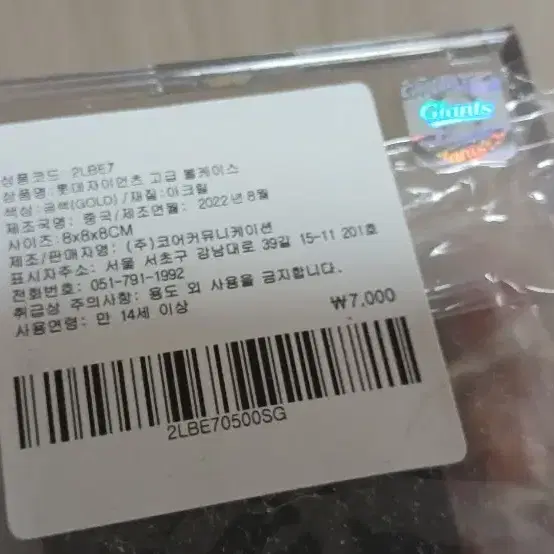 Giants
상품코드: 2LBE7
상품명:롯데자이언츠 고급 볼케이스
색상:금색(GOLD)/재질:아크릴
제조국명: 중국/제조연월: 2022년 8월
사이즈:8x8x8CM
제조/판매자명: (주)코어커뮤니케이션
표시자주소: 서울 서초구 강남대로 39길 15-11 201호
전화번호: 051-791-1992
취급상 주의사항: 용도 외 사용을 금지합니다.
사용연령: 만 14세 이상
₩7,000
2LBE70500SG